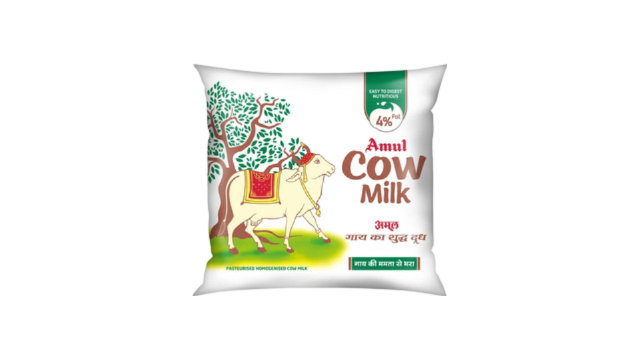 EASY TO DIGEST
NUTRITIOUS
4% Fat
Amul
Cow
Milk
अमूल
गाय का शुद्ध दूध
PASTEURISED HOMOGENISED COW MILK
गाय की ममता से भरा